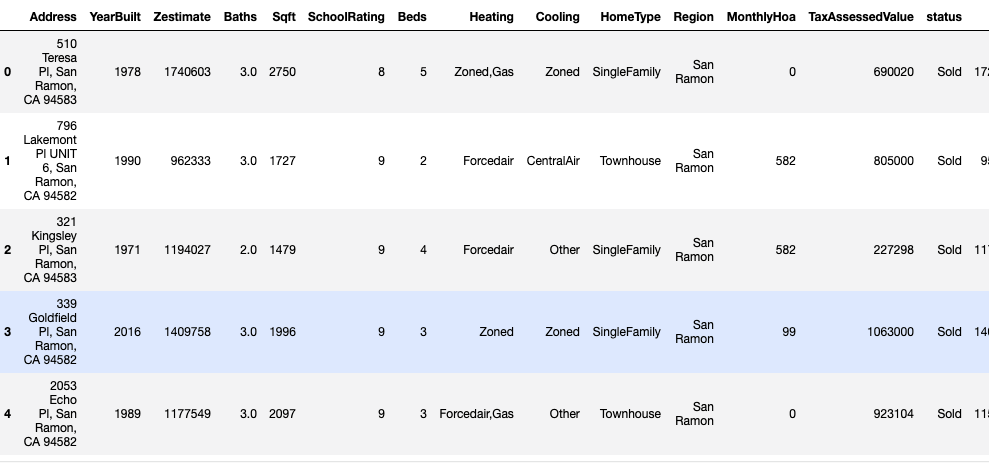 Address YearBuilt Zestimate Baths Sqft SchoolRating Beds Heating Cooling HomeType Region MonthlyHoa TaxAssessedValue status
0 510 Teresa Pl, San Ramon, CA 94583 1978 1740603 3.0 2750 8 5 Zoned,Gas Zoned SingleFamily San Ramon 0 690020 Sold
1 796 Lakemont Pl UNIT 6, San Ramon, CA 94582 1990 962333 3.0 1727 9 2 Forcedair CentralAir Townhouse San Ramon 582 805000 Sold
2 321 Kingsley Pl, San Ramon, CA 94583 1971 1194027 2.0 1479 9 4 Forcedair Other SingleFamily San Ramon 582 227298 Sold
3 339 Goldfield Pl, San Ramon, CA 94582 2016 1409758 3.0 1996 9 3 Zoned Zoned SingleFamily San Ramon 99 1063000 Sold
4 2053 Echo Pl, San Ramon, CA 94582 1989 1177549 3.0 2097 9 3 Forcedair,Gas Other Townhouse San Ramon 0 923104 Sold